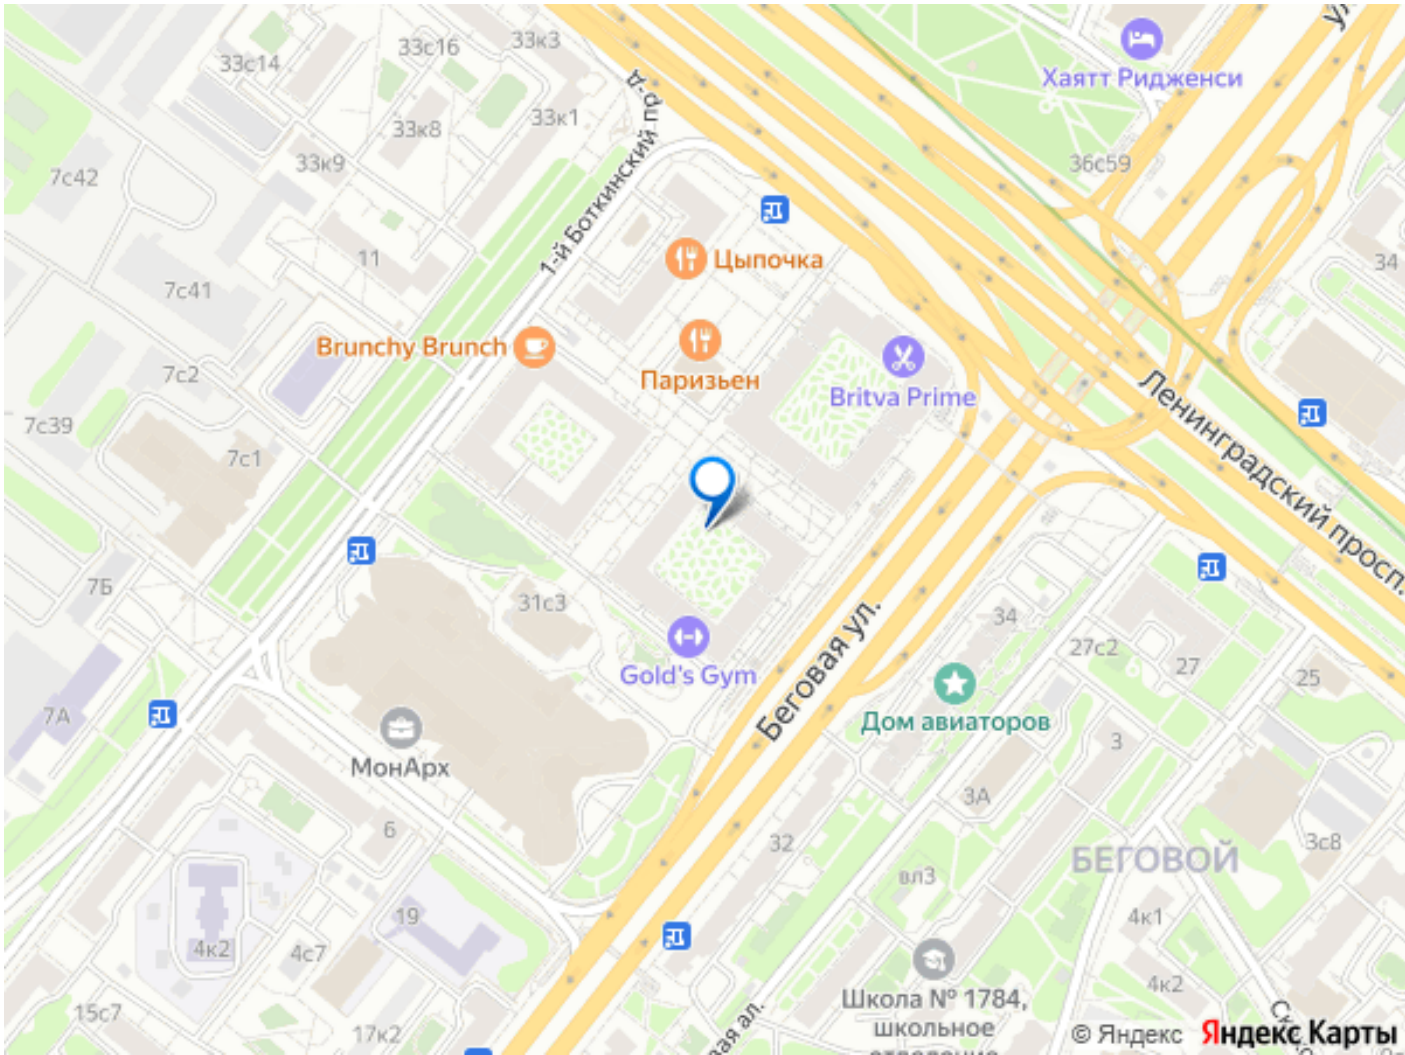 33с14
33с16
33к3
33к1
33к8
33к9
7с42
11
7с41
7с2
7с39
7с1
7Б
7А
1-й Боткинский пр-д
Хаятт Ридженси
36с59
34
Цыпочка
Brunchy Brunch
Паризьен
Britva Prime
Ленинградский просп.
31с3
Gold's Gym
Беговая ул.
34
27с2
27
25
Дом авиаторов
МонАрх
3
3А
6
32
БЕГОВОЙ
3с8
вл3
19
4к1
4к2
4с7
4к2
15с7
17к2
Школа № 1784,
школьное
© Яндекс
Яндекс Карты